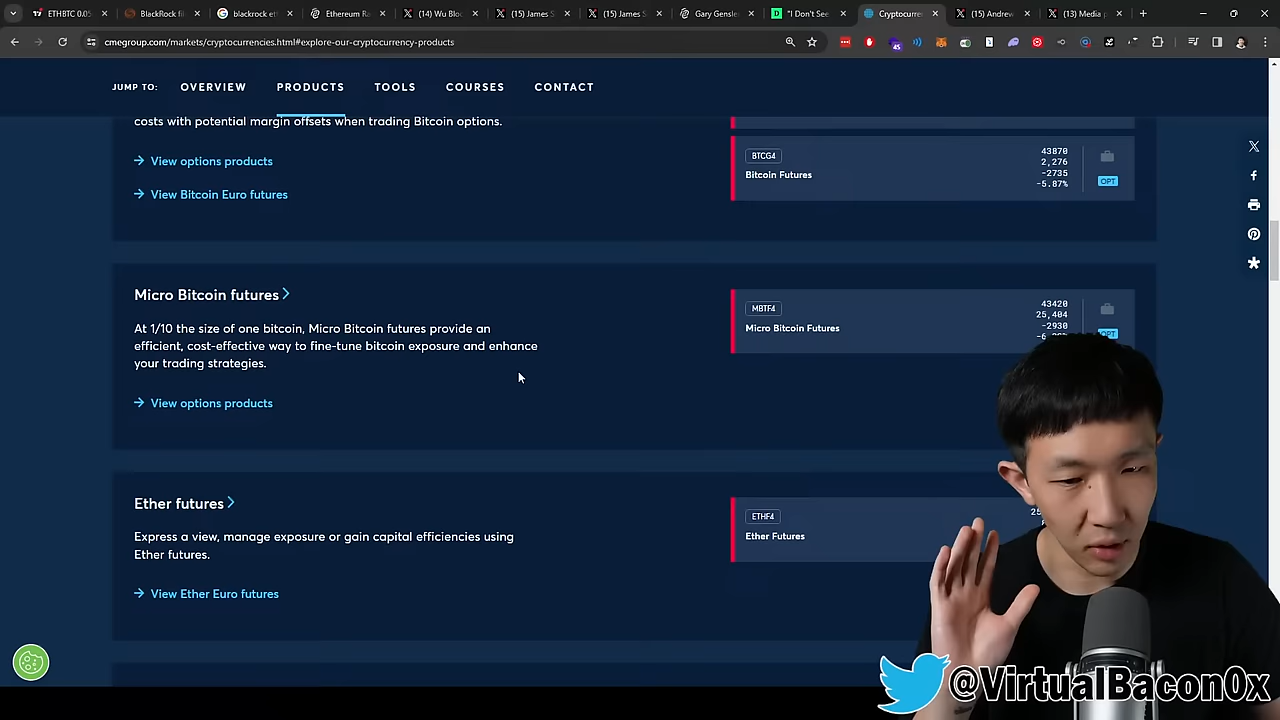 ETHBTC 0.05
BlackRock fi
blackrock et
Ethereum Ra
(14) Wu Blo
(15) James S
(15) James S
Gary Gensle
"I Don't See
Cryptocurre
(15) Andrew
(13) Media p
cmegroup.com/markets/cryptocurrencies.html#explore-our-cryptocurrency-products
45
JUMP TO:
OVERVIEW
PRODUCTS
TOOLS
COURSES
CONTACT
costs with potential margin offsets when trading Bitcoin options.
View options products
View Bitcoin Euro futures
BTCG4
Bitcoin Futures
43870
2,276
-2735
-5.87%
OPT
Micro Bitcoin futures
At 1/10 the size of one bitcoin, Micro Bitcoin futures provide an
efficient, cost-effective way to fine-tune bitcoin exposure and enhance
your trading strategies.
View options products
MBTF4
Micro Bitcoin Futures
43420
25,404
-2930
OPT
Ether futures
Express a view, manage exposure or gain capital efficiencies using
Ether futures.
View Ether Euro futures
ETHF4
Ether Futures
@VirtualBacon0x